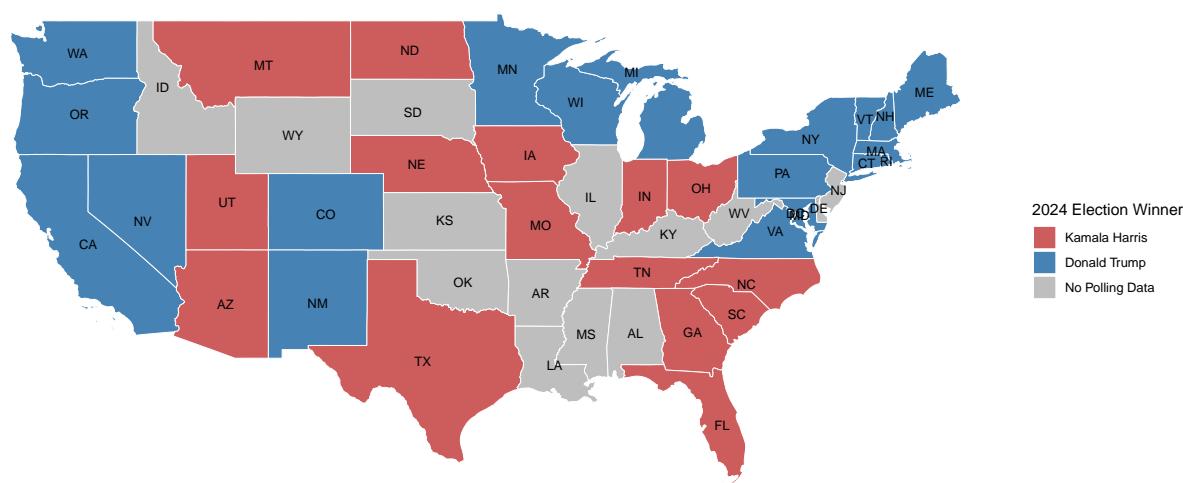 WA
MT
ND
MN
MI
ID
OR
WY
SD
WI
ME
VT
NH
NY
MA
CT
RI
PA
NE
IA
UT
CO
NV
CA
KS
MO
IL
IN
OH
WV
NJ
DE
DC
MD
VA
KY
TN
NC
SC
AZ
NM
OK
AR
TX
LA
MS
AL
GA
FL
2024 Election Winner
Kamala Harris
Donald Trump
No Polling Data